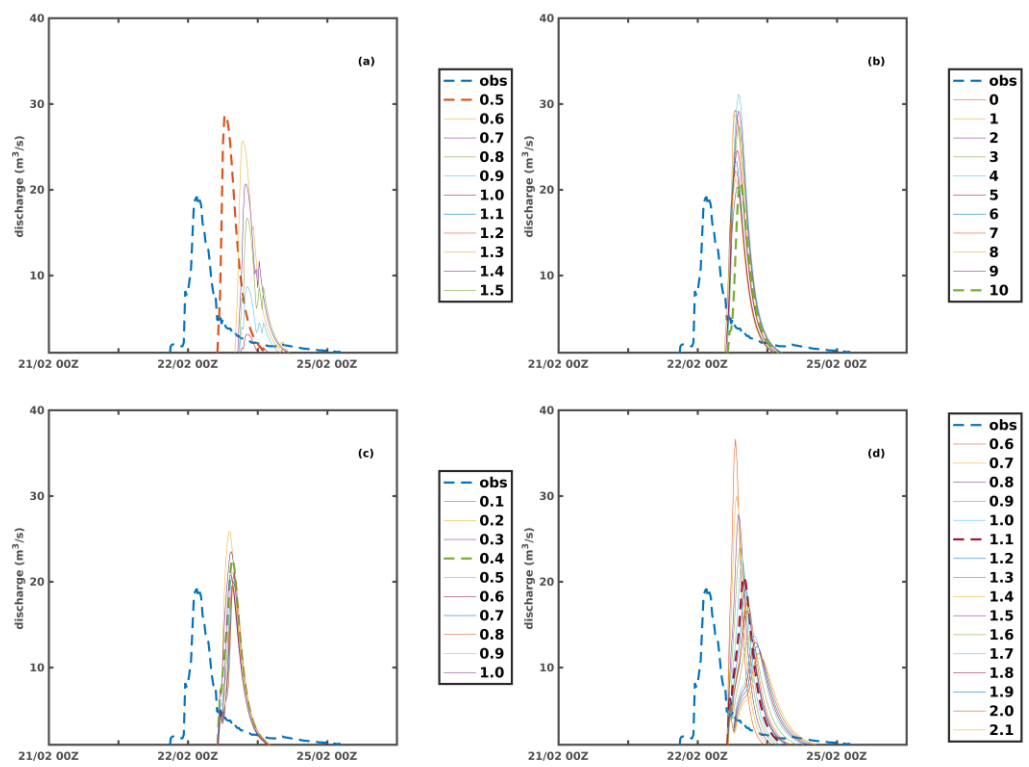 40
30
20
10
discharge (m³/s)
21/02 00Z
22/02 00Z
25/02 00Z
(a)
obs
0.5
0.6
0.7
0.8
0.9
1.0
1.1
1.2
1.3
1.4
1.5
40
30
20
10
discharge (m³/s)
21/02 00Z
22/02 00Z
25/02 00Z
(b)
obs
0
1
2
3
4
5
6
7
8
9
10
40
30
20
10
discharge (m³/s)
21/02 00Z
22/02 00Z
25/02 00Z
(c)
obs
0.1
0.2
0.3
0.4
0.5
0.6
0.7
0.8
0.9
1.0
40
30
20
10
discharge (m³/s)
21/02 00Z
22/02 00Z
25/02 00Z
(d)
obs
0.6
0.7
0.8
0.9
1.0
1.1
1.2
1.3
1.4
1.5
1.6
1.7
1.8
1.9
2.0
2.1